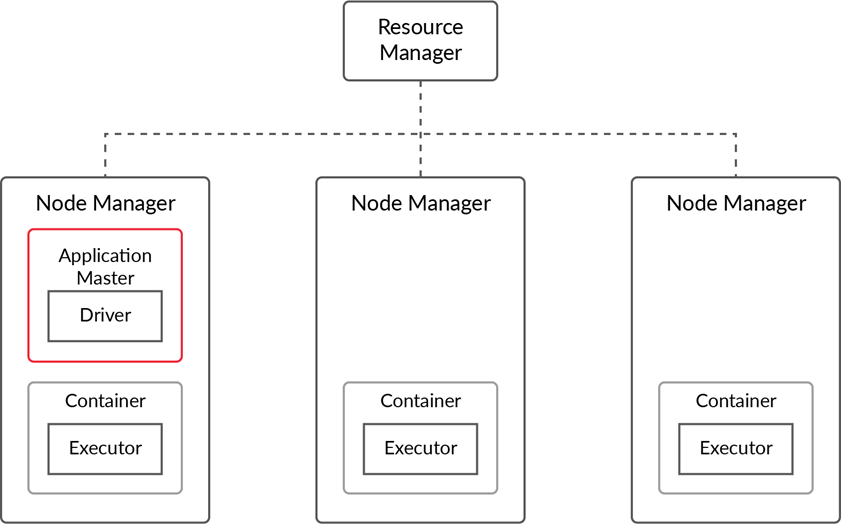 Resource
Manager
Node Manager
Application
Master
Driver
Container
Executor
Node Manager
Container
Executor
Node Manager
Container
Executor